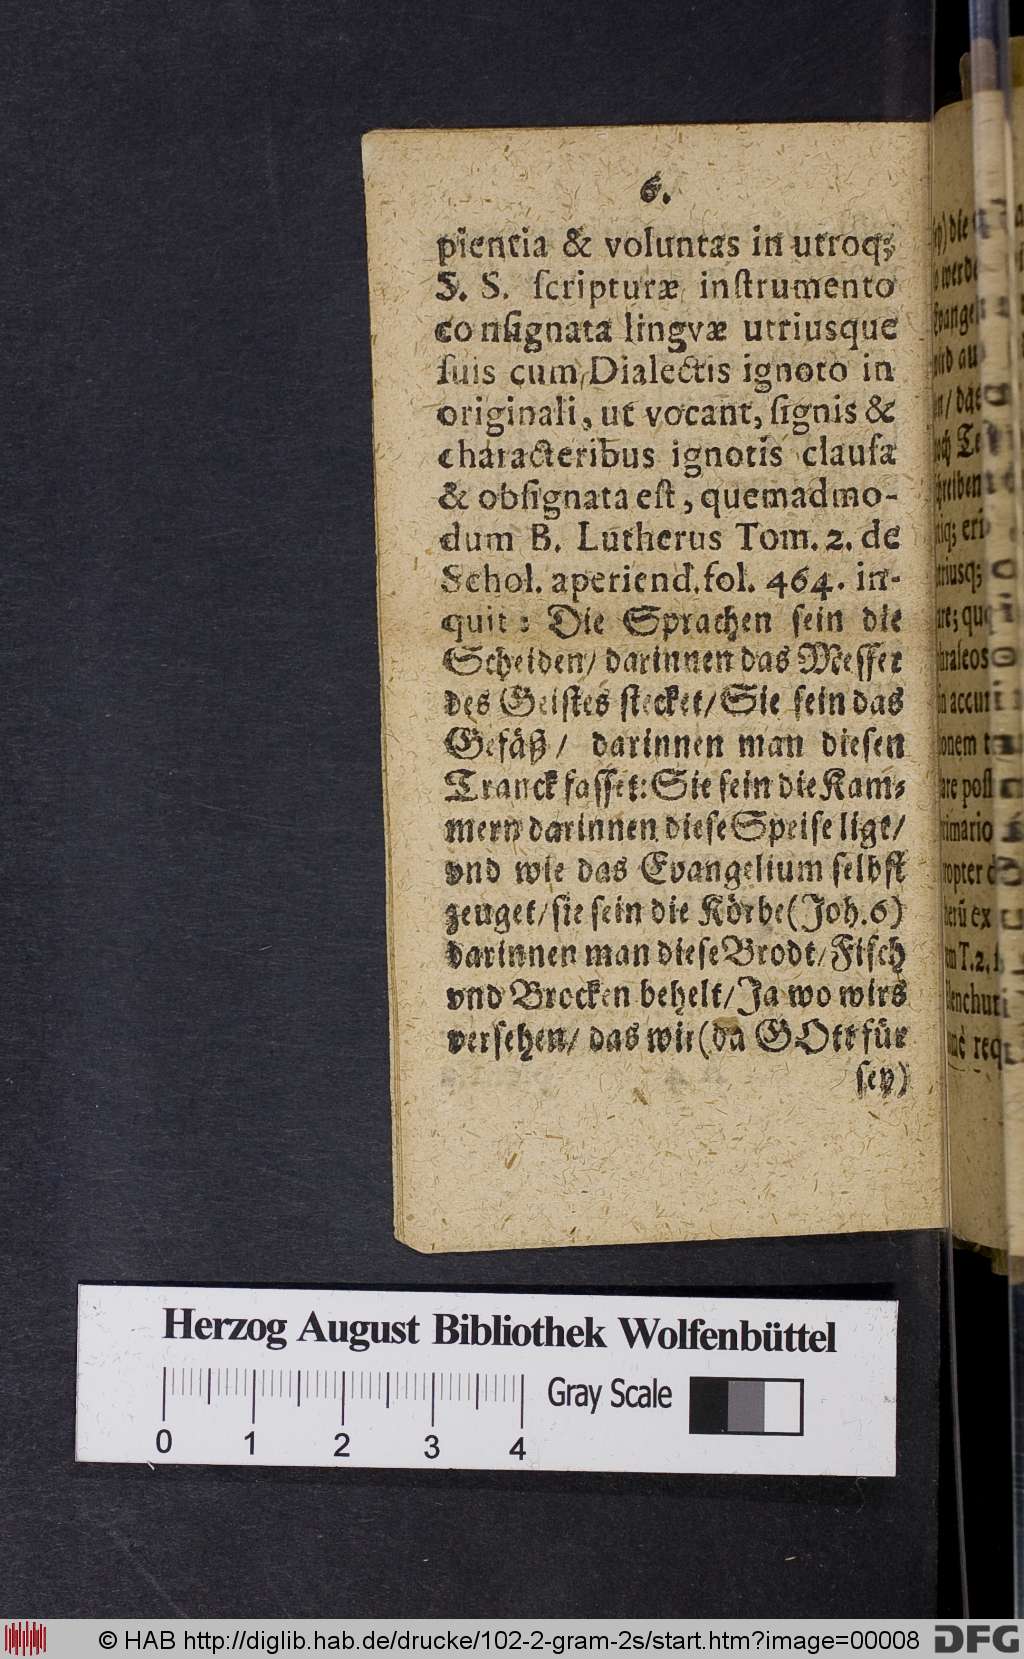 6.
pientia & voluntas in utroq;
S. S. ſcripturæ inſtrumento
conſignata lingvæ utriusque
ſuis cum Dialectis ignoto in
originali, ut vocant, ſignis &
characteribus ignotis clauſa
& obſignata eſt, quemadmo-
dum B. Lutherus Tom. 2. de
Schol. aperiend. fol. 464. in-
quit: Die Sprachen ſein die
Scheiden/ darinnen das Meſſer
des Geiſtes ſtecket/ Sie ſein das
Gefäß/ darinnen man dieſen
Tranck faſſet: Sie ſein die Kam-
mern darinnen dieſe Speiſe ligt/
vnd wie das Evangelium ſelbſt
zeuget/ ſie ſein die Körbe (Joh. 6)
darinnen man dieſe Brodt/ Fiſch
vnd Brocken behelt/ Ja wo wirs
verſehen/ das wir (da GOtt für
ſey)
Herzog August Bibliothek Wolfenbüttel
0 1 2 3 4
Gray Scale
© HAB http://diglib.hab.de/drucke/102-2-gram-2s/start.htm?image=00008
DFG